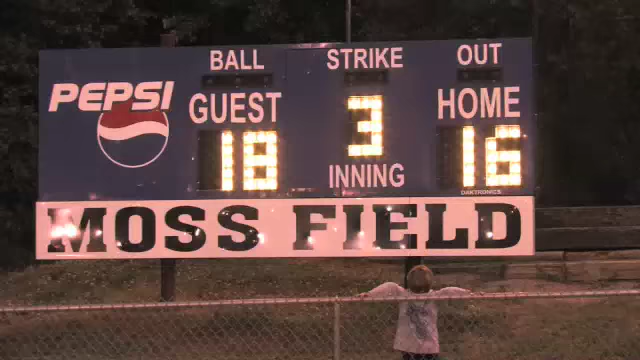 BALL STRIKE OUT
PEPSI GUEST 3 HOME
18 INNING 16
DAKTRONICS
MOSS FIELD